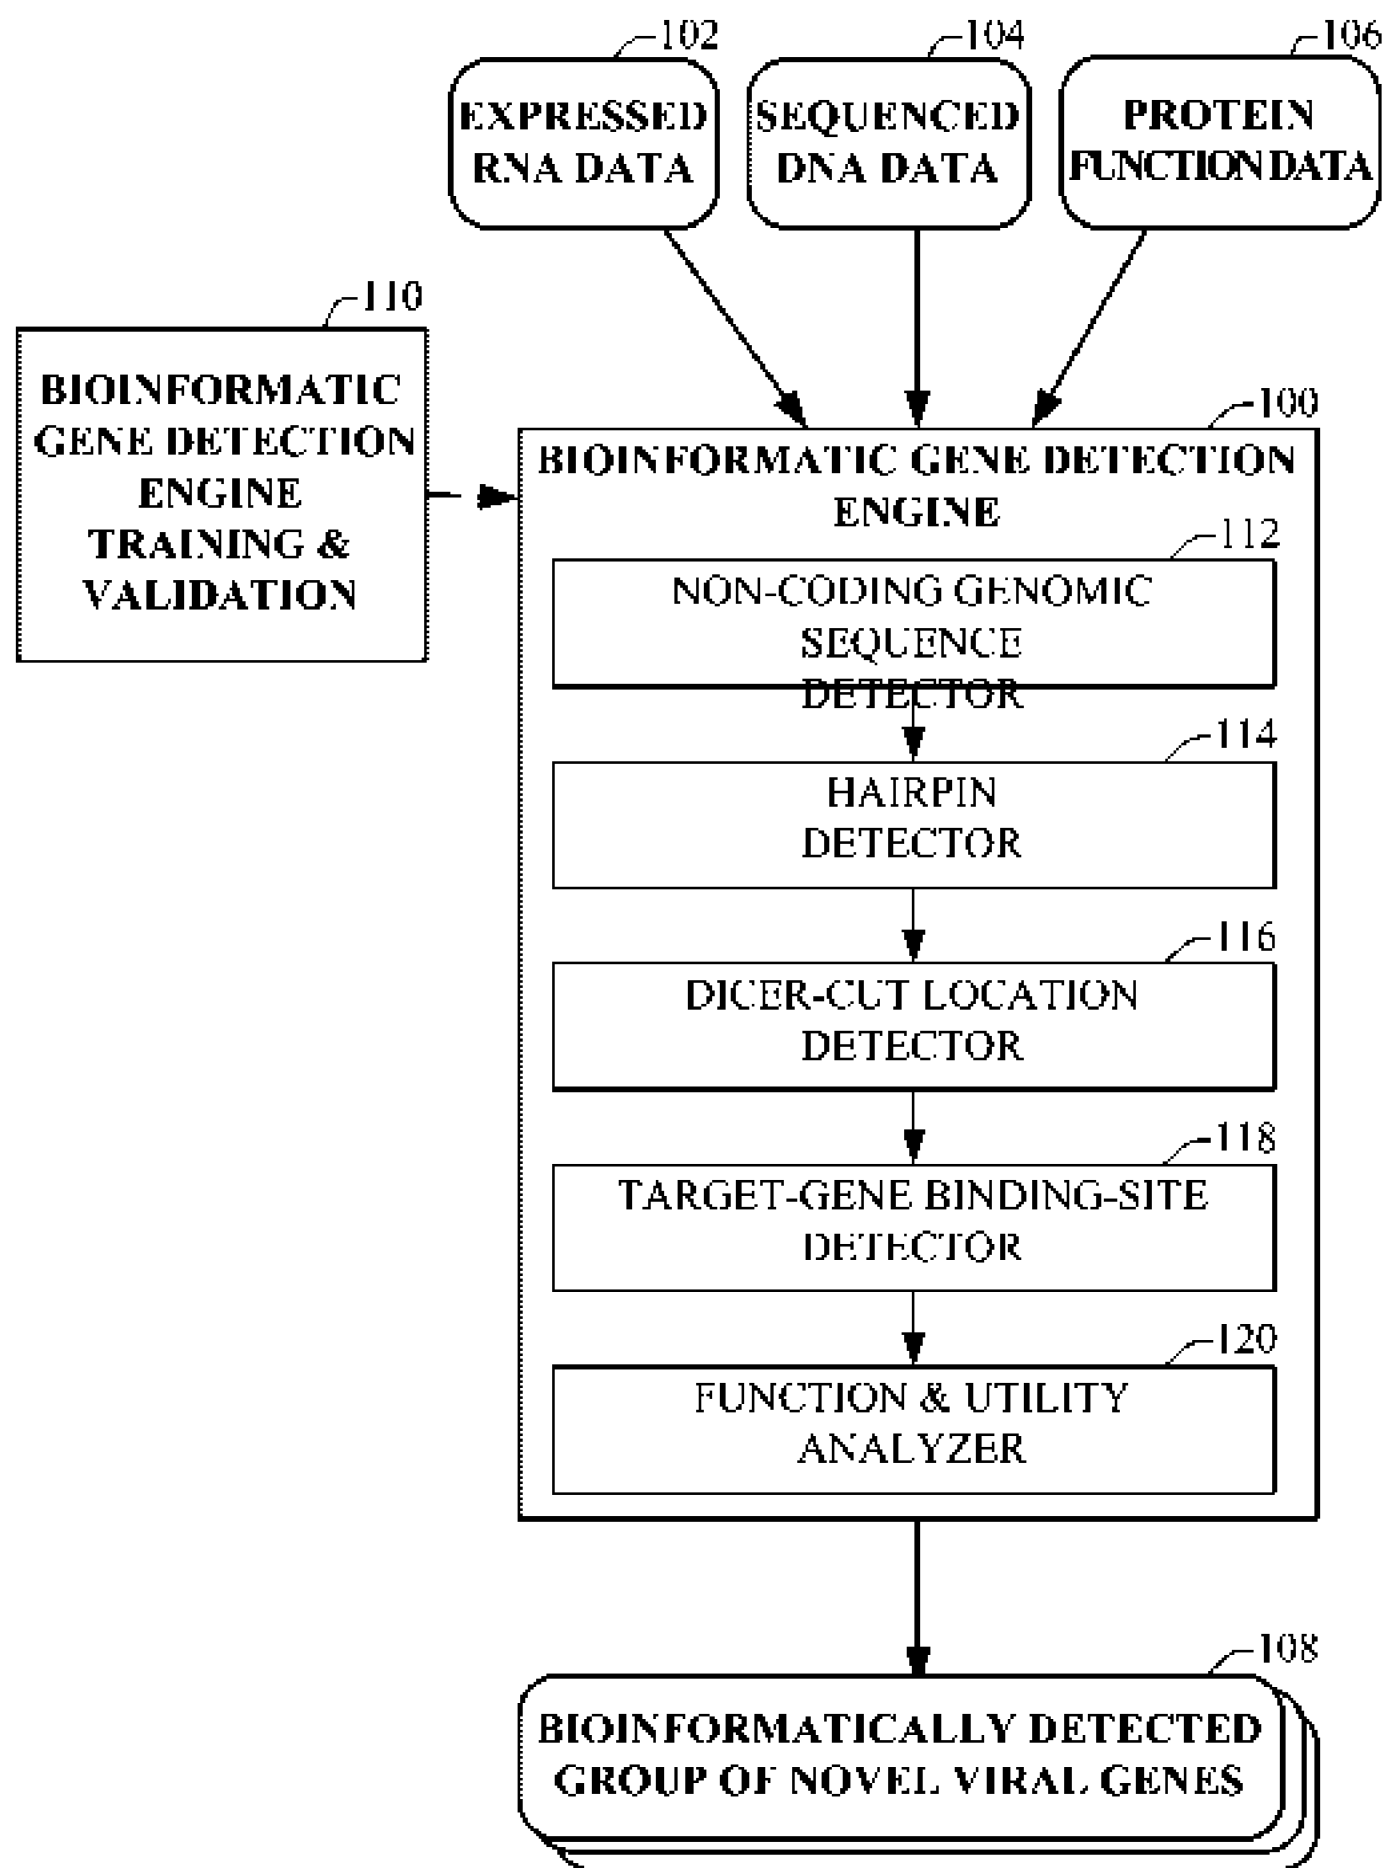 102
EXPRESSED
RNA DATA
104
SEQUENCED
DNA DATA
106
PROTEIN
FUNCTION DATA
110
BIOINFORMATIC
GENE DETECTION
ENGINE
TRAINING &
VALIDATION
100
BIOINFORMATIC GENE DETECTION
ENGINE
112
NON-CODING GENOMIC
SEQUENCE
DETECTOR
114
HAIRPIN
DETECTOR
116
DICER-CUT LOCATION
DETECTOR
118
TARGET-GENE BINDING-SITE
DETECTOR
120
FUNCTION & UTILITY
ANALYZER
108
BIOINFORMATICALLY DETECTED
GROUP OF NOVEL VIRAL GENES